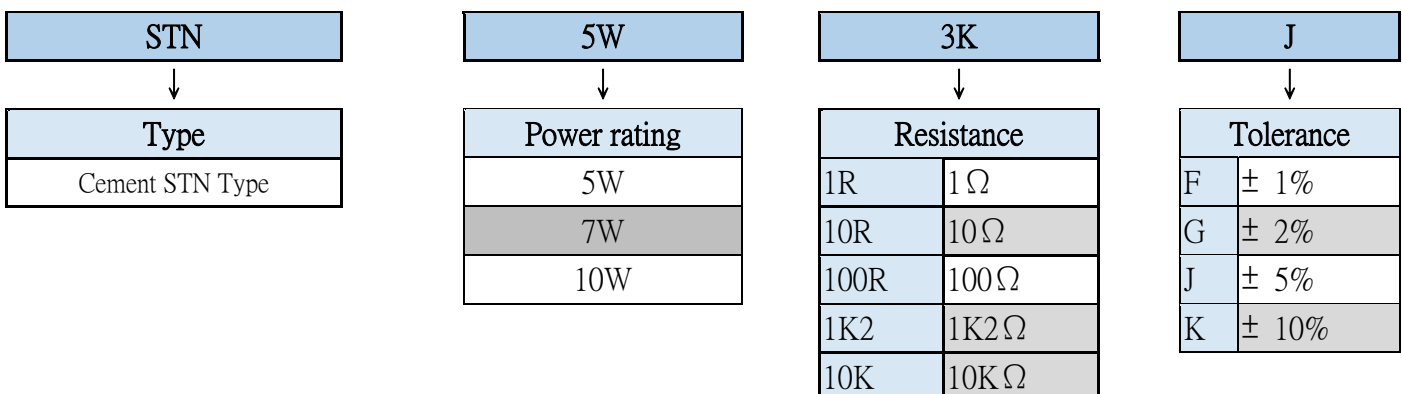 STN 5W 3K J
↓ ↓ ↓ ↓
Type Power rating Resistance Tolerance
Cement STN Type 5W 1R 1Ω F ± 1%
7W 10R 10Ω G ± 2%
10W 100R 100Ω J ± 5%
1K2 1K2Ω K ± 10%
10K 10KΩ